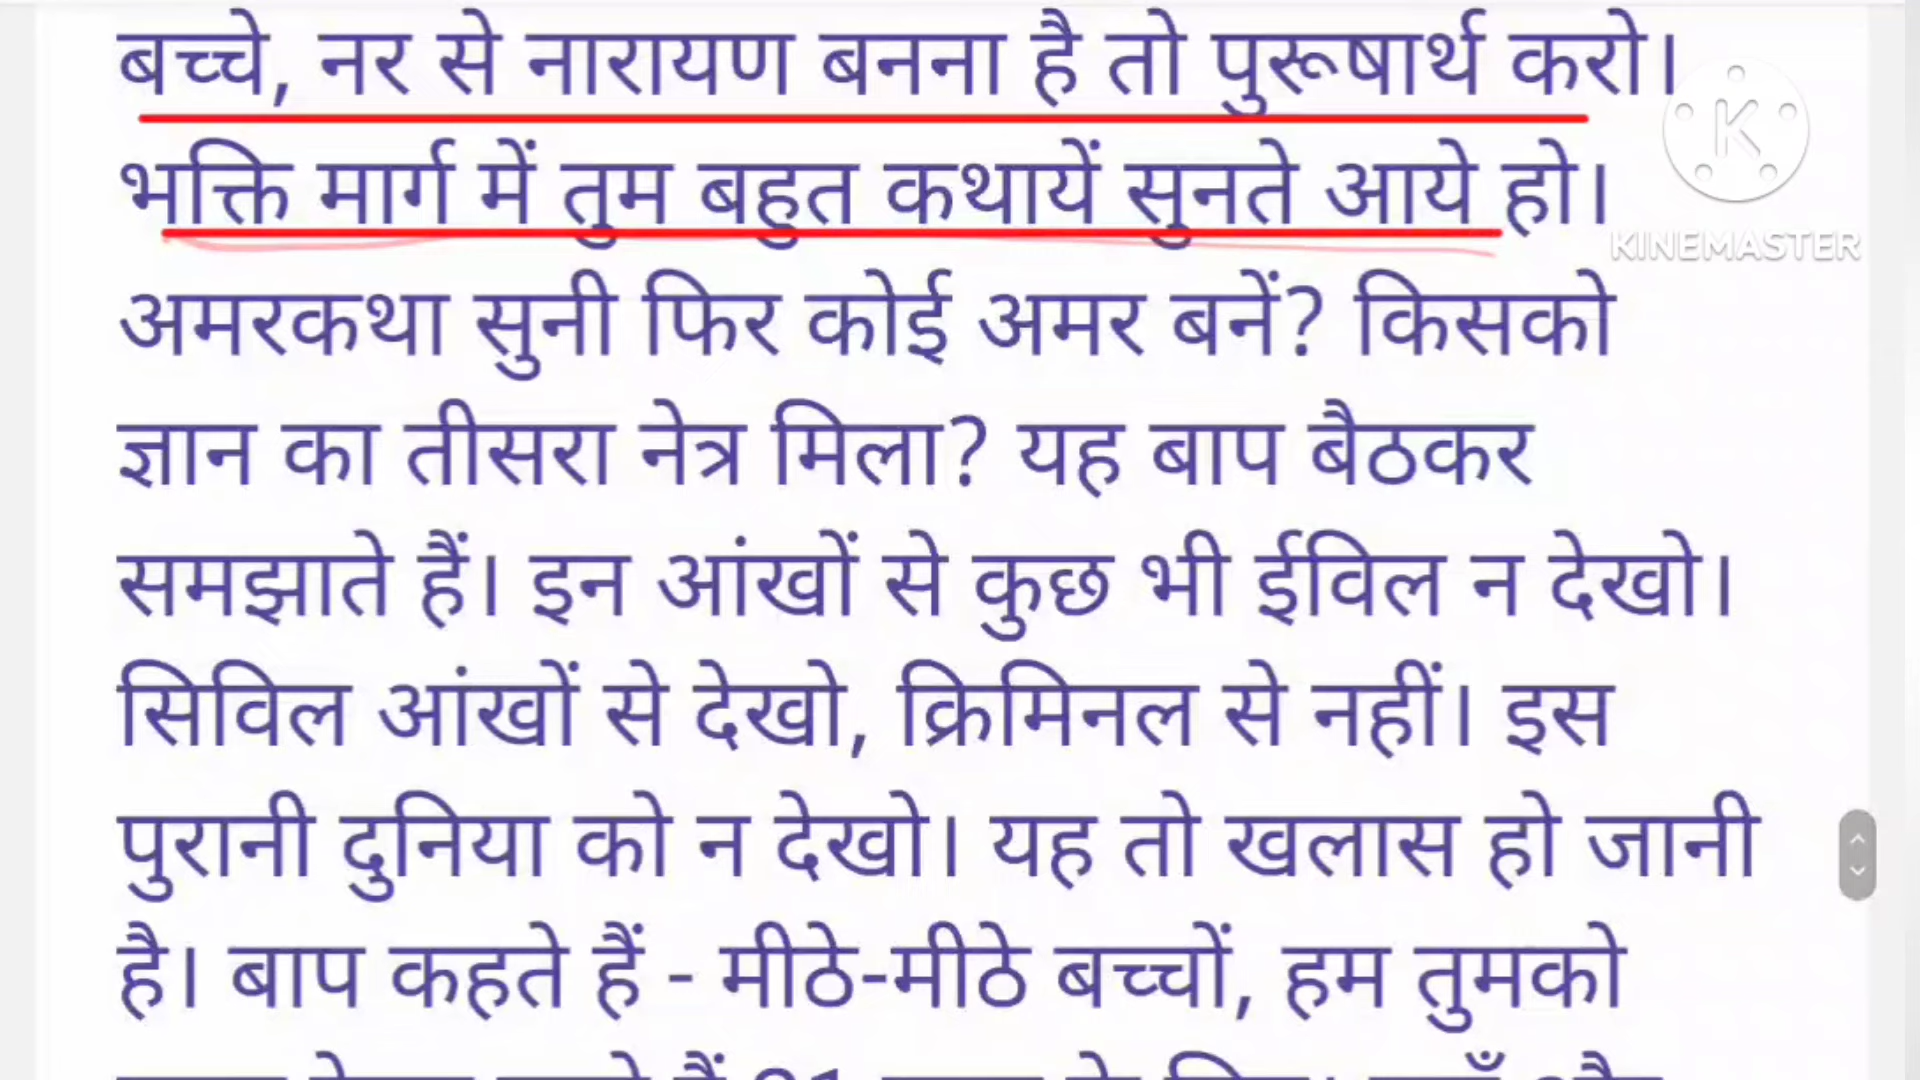 बच्चे, नर से नारायण बनना है तो पुरूषार्थ करो।
भक्ति मार्ग में तुम बहुत कथायें सुनते आये हो।
K
KINEMASTER
अमरकथा सुनी फिर कोई अमर बनें? किसको
ज्ञान का तीसरा नेत्र मिला? यह बाप बैठकर
समझाते हैं। इन आंखों से कुछ भी ईविल न देखो।
सिविल आंखों से देखो, क्रिमिनल से नहीं। इस
पुरानी दुनिया को न देखो। यह तो खलास हो जानी
है। बाप कहते हैं - मीठे-मीठे बच्चों, हम तुमको